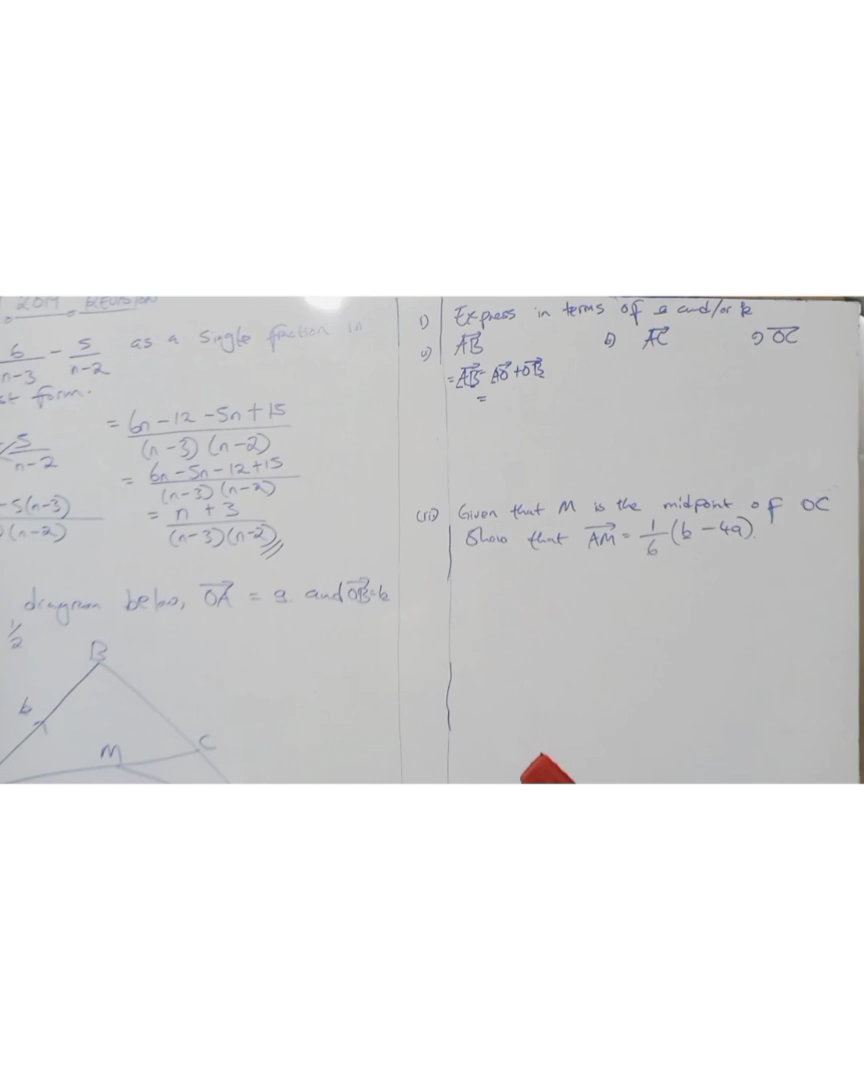 2019 REVISION
6/n-3 - 5/n-2 as a single fraction in
st form.
5/n-2
= 6n-12-5n+15/(n-3)(n-2)
= 6n-5n-12+15/(n-3)(n-2)
-5(n-3)/(n-2)
= n+3/(n-3)(n-2)
diagram below, OA = a and OB=b
1/2
B
b
M
C
i) Express in terms of a and/or b
a) AB b) AC c) OC
= AB= AO+OB
=
(ii) Given that M is the midpoint of OC
Show that AM = 1/6(b-4a).